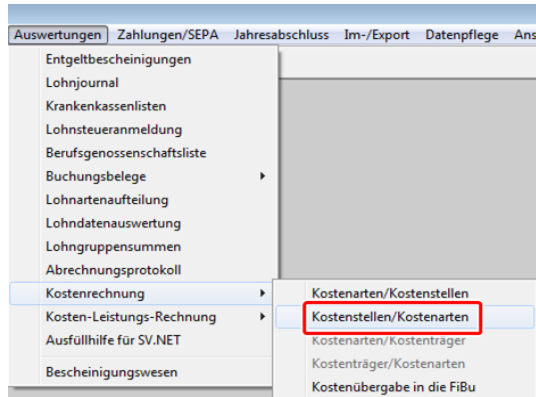 Auswertungen Zahlungen/SEPA Jahresabschluss Im-/Export Datenpflege Ans
Entgeltbescheinigungen
Lohnjournal
Krankenkassenlisten
Lohnsteueranmeldung
Berufsgenossenschaftsliste
Buchungsbelege
Lohnartenaufteilung
Lohndatenauswertung
Lohngruppensummen
Abrechnungsprotokoll
Kostenrechnung
Kosten-Leistungs-Rechnung
Ausfüllhilfe für SV.NET
Bescheinigungswesen
Kostenarten/Kostenstellen
Kostenstellen/Kostenarten
Kostenarten/Kostenträger
Kostenträger/Kostenarten
Kostenübergabe in die FiBu